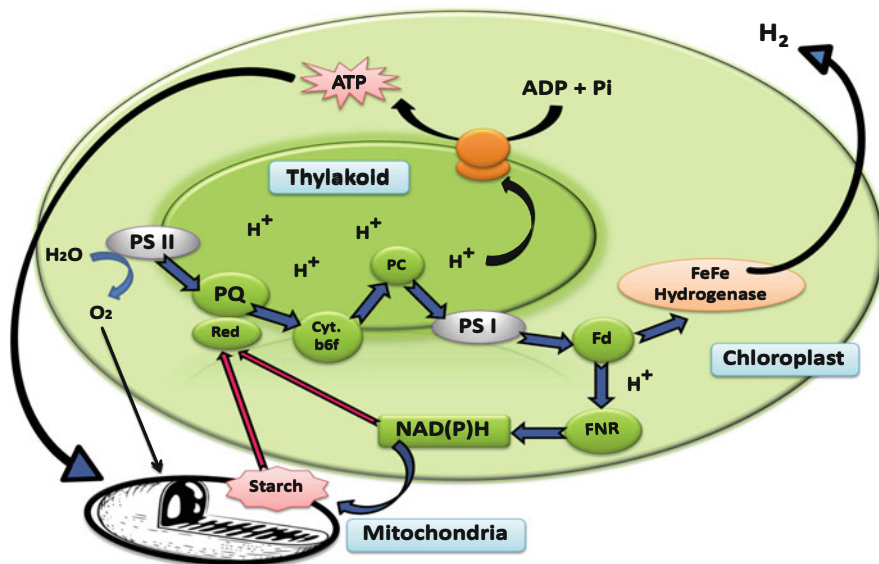 H₂
ATP
ADP + Pi
Thylakoid
H⁺
H⁺
H⁺
H⁺
PS II
H₂O
PC
FeFe
Hydrogenase
PQ
O₂
Red
Cyt.
b6f
PS I
Fd
Chloroplast
H⁺
NAD(P)H
FNR
Starch
Mitochondria